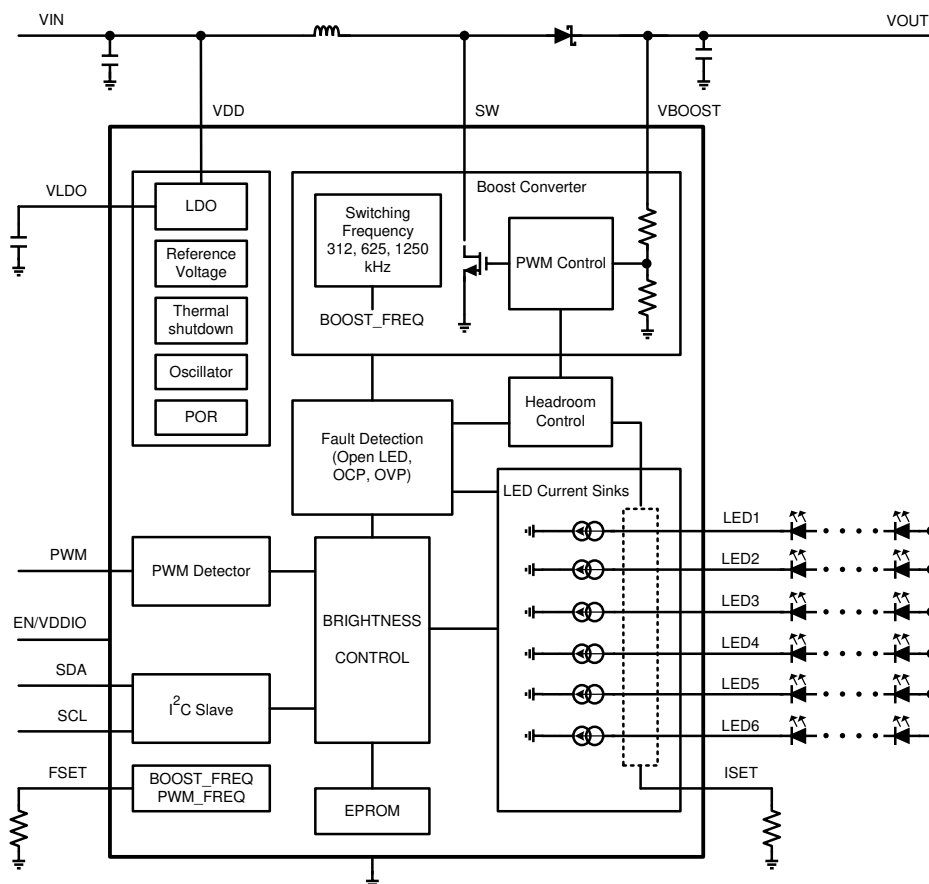 VIN
VOUT
VDD
SW
VBOOST
VLDO
LDO
Reference
Voltage
Thermal
shutdown
Oscillator
POR
Boost Converter
Switching
Frequency
312, 625, 1250
kHz
BOOST_FREQ
PWM Control
Headroom
Control
Fault Detection
(Open LED,
OCP, OVP)
LED Current Sinks
LED1
LED2
LED3
LED4
LED5
LED6
PWM
PWM Detector
EN/VDDIO
BRIGHTNESS
CONTROL
SDA
SCL
I2C Slave
FSET
BOOST_FREQ
PWM_FREQ
EPROM
ISET